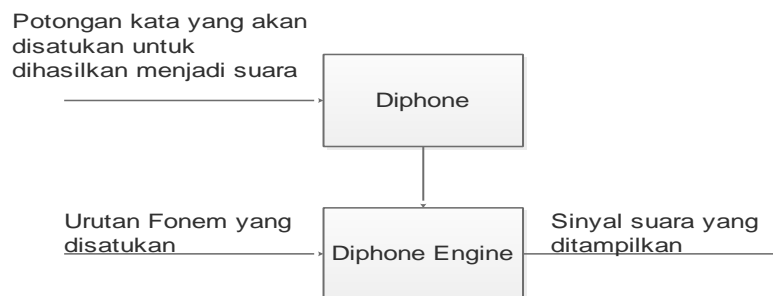 Potongan kata yang akan
disatukan untuk
dihasilkan menjadi suara
Diphone
Urutan Fonem yang
disatukan
Diphone Engine
Sinyal suara yang
ditampilkan